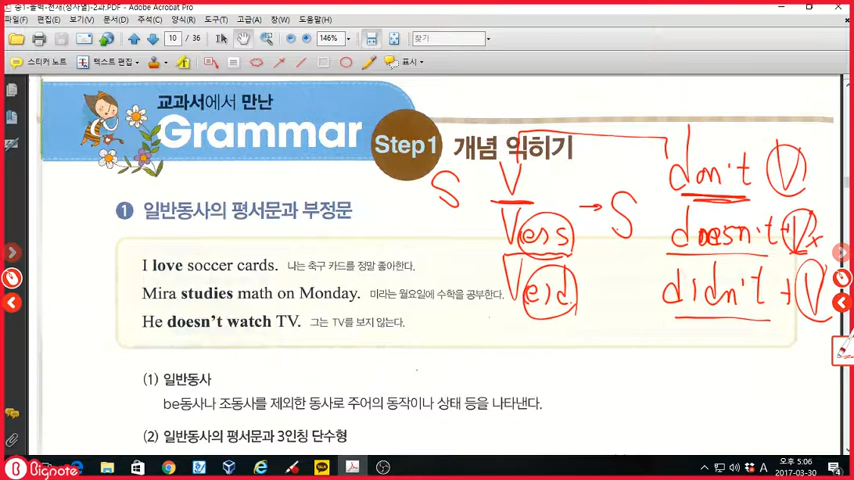 중1-블랙-천재(정사열)-2과.PDF - Adobe Acrobat Pro
파일(F) 편집(E) 보기(V) 문서(D) 주석(C) 양식(R) 도구(T) 고급(A) 창(W) 도움말(H)
10 / 36 146% 찾기
스티커 노트 텍스트 편집 표시
교과서에서 만난
Grammar Step1 개념 익히기
S V → S don't V
Vers doesn't + V
Ved didn't + V
1 일반동사의 평서문과 부정문
I love soccer cards. 나는 축구 카드를 정말 좋아한다.
Mira studies math on Monday. 미라는 월요일에 수학을 공부한다.
He doesn't watch TV. 그는 TV를 보지 않는다.
(1) 일반동사
be동사나 조동사를 제외한 동사로 주어의 동작이나 상태 등을 나타낸다.
(2) 일반동사의 평서문과 3인칭 단수형
Bignote
A 오후 5:06
2017-03-30